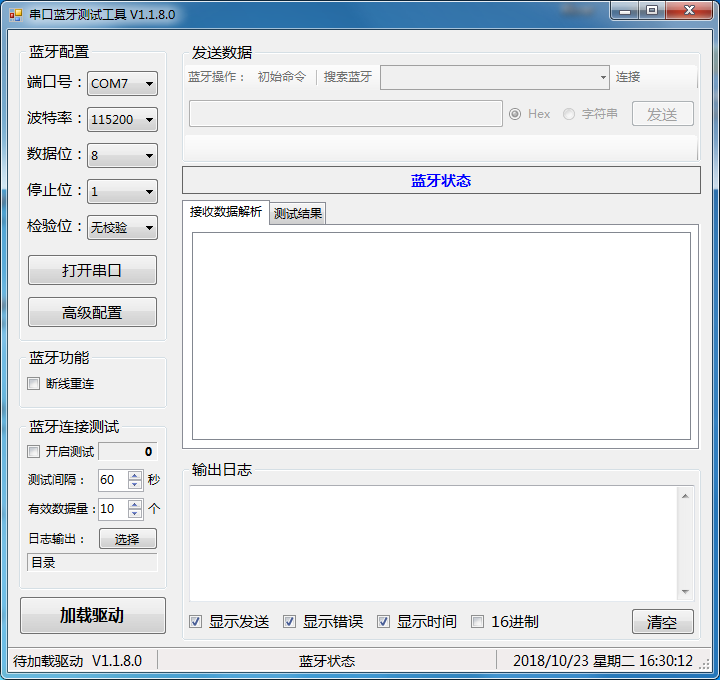 串口蓝牙测试工具 V1.1.8.0
蓝牙配置
端口号： COM7
波特率： 115200
数据位： 8
停止位： 1
检验位： 无校验
打开串口
高级配置
蓝牙功能
断线重连
蓝牙连接测试
开启测试 0
测试间隔： 60 秒
有效数据量： 10 个
日志输出： 选择
目录
加载驱动
发送数据
蓝牙操作： 初始命令 搜索蓝牙 连接
Hex 字符串 发送
蓝牙状态
接收数据解析 测试结果
输出日志
显示发送 显示错误 显示时间 16进制 清空
待加载驱动 V1.1.8.0 蓝牙状态 2018/10/23 星期二 16:30:12